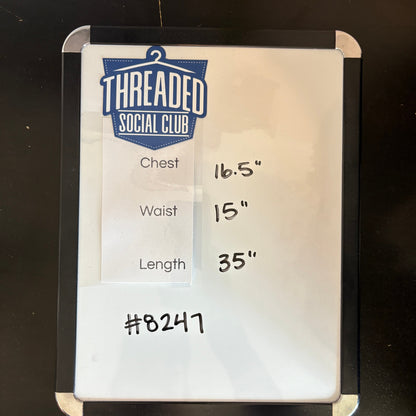 THREADED
SOCIAL CLUB
Chest 16.5"
Waist 15"
Length 35"
#8247